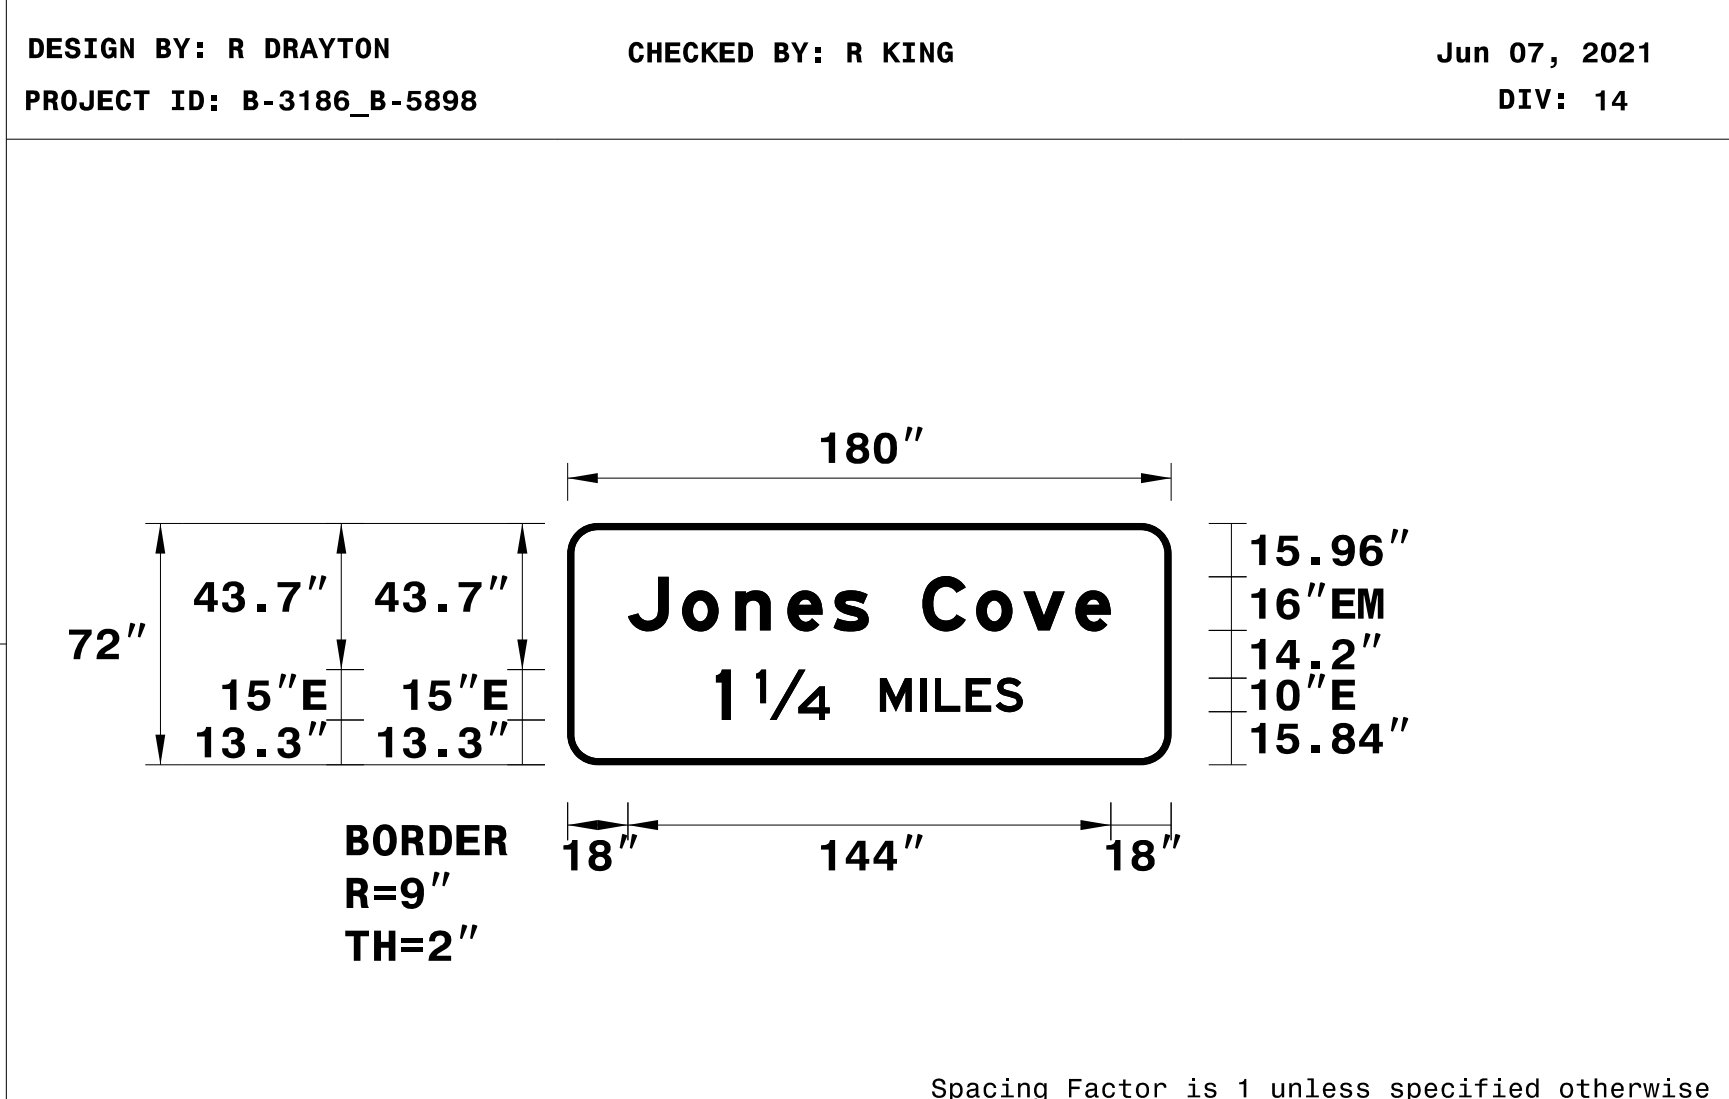 DESIGN BY: R DRAYTON
CHECKED BY: R KING
Jun 07, 2021
PROJECT ID: B-3186_B-5898
DIV: 14
180″
15.96″
43.7″ 43.7″
Jones Cove
16″EM
72″
14.2″
15″E 15″E
1 1/4 MILES
10″E
13.3″ 13.3″
15.84″
BORDER
18″ 144″ 18″
R=9″
TH=2″
Spacing Factor is 1 unless specified otherwise